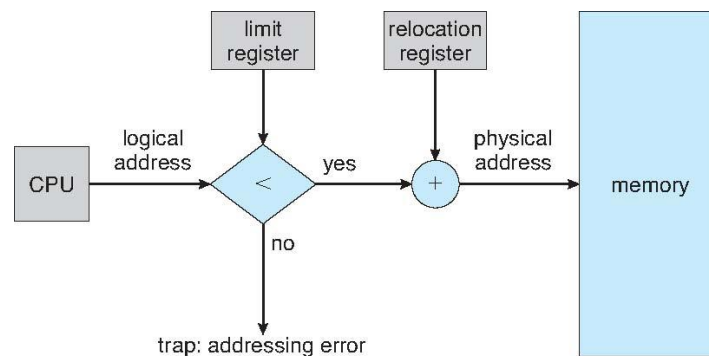 limit
register
relocation
register
logical
address
physical
address
CPU
<
yes
+
memory
no
trap: addressing error